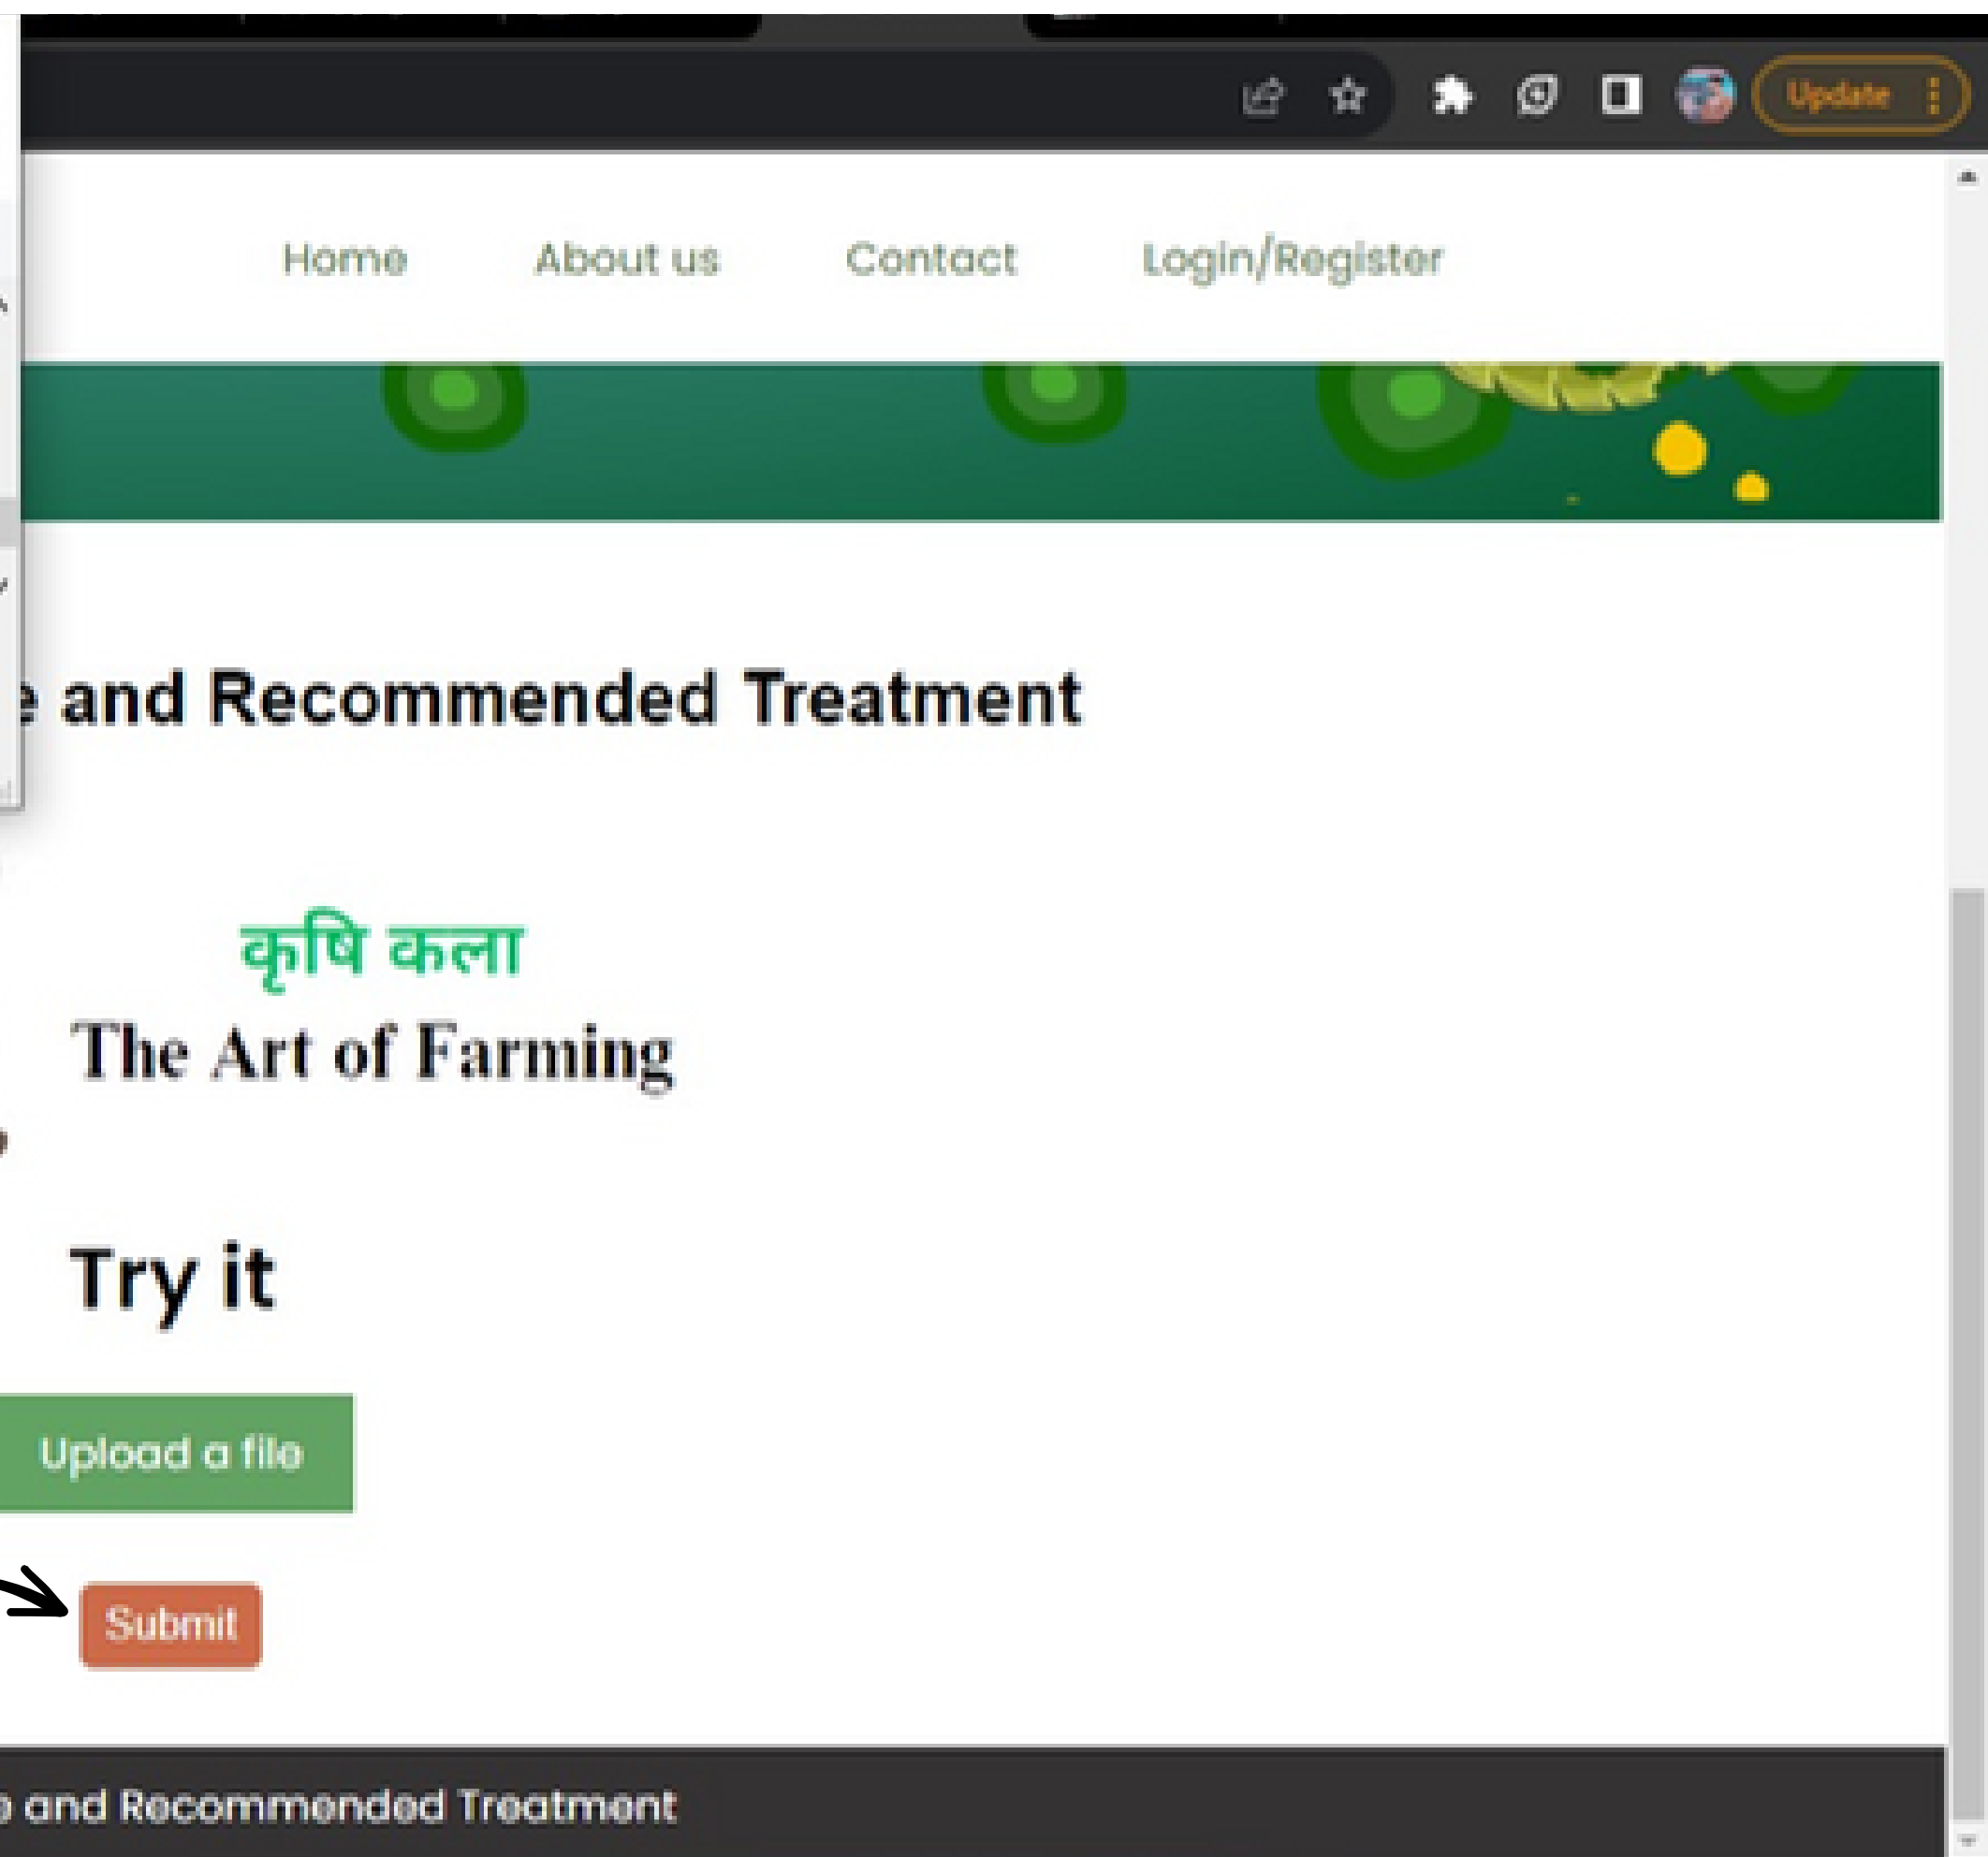 Update
Home About us Contact Login/Register
and Recommended Treatment
कृषि कला
The Art of Farming
Try it
Upload a file
Submit
and Recommended Treatment